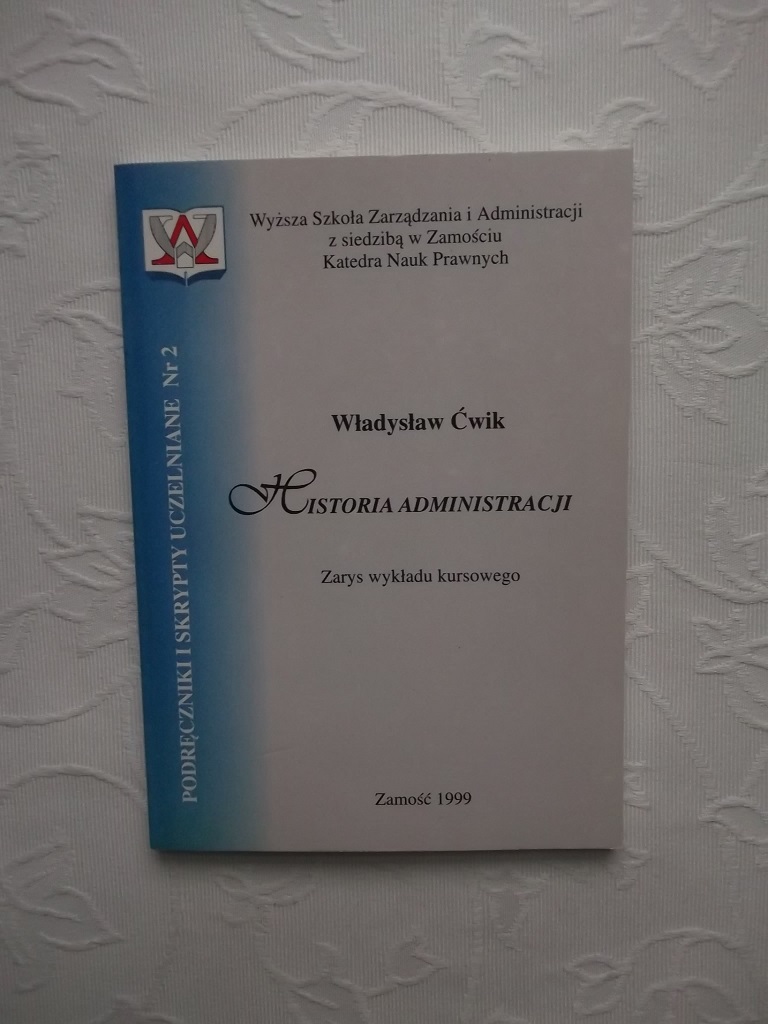 Wyższa Szkoła Zarządzania i Administracji
z siedzibą w Zamościu
Katedra Nauk Prawnych
Władysław Ćwik
HISTORIA ADMINISTRACJI
Zarys wykładu kursowego
Zamość 1999
PODRĘCZNIKI I SKRYPTY UCZELNIANE Nr 2